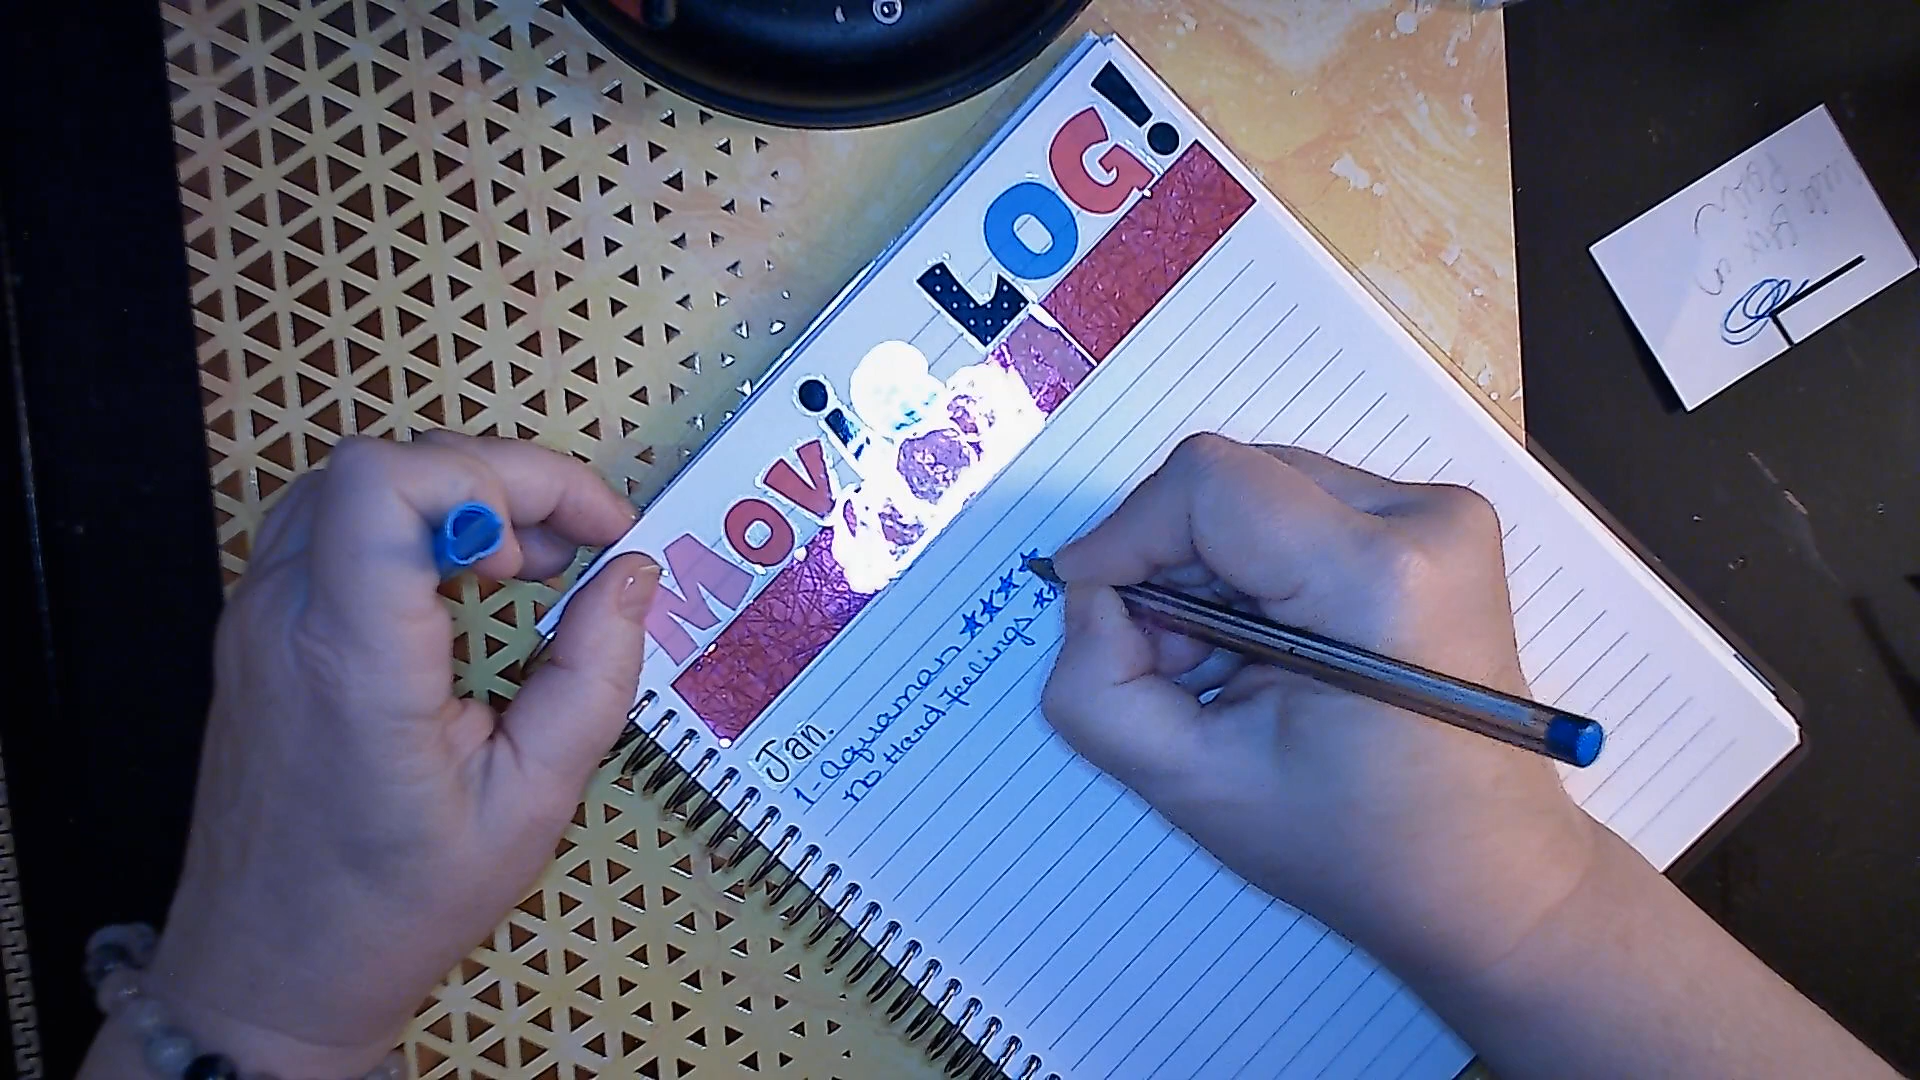 Movie LOG!
Jan.
1-aquaman ★★★★
no Hard feelings ★★